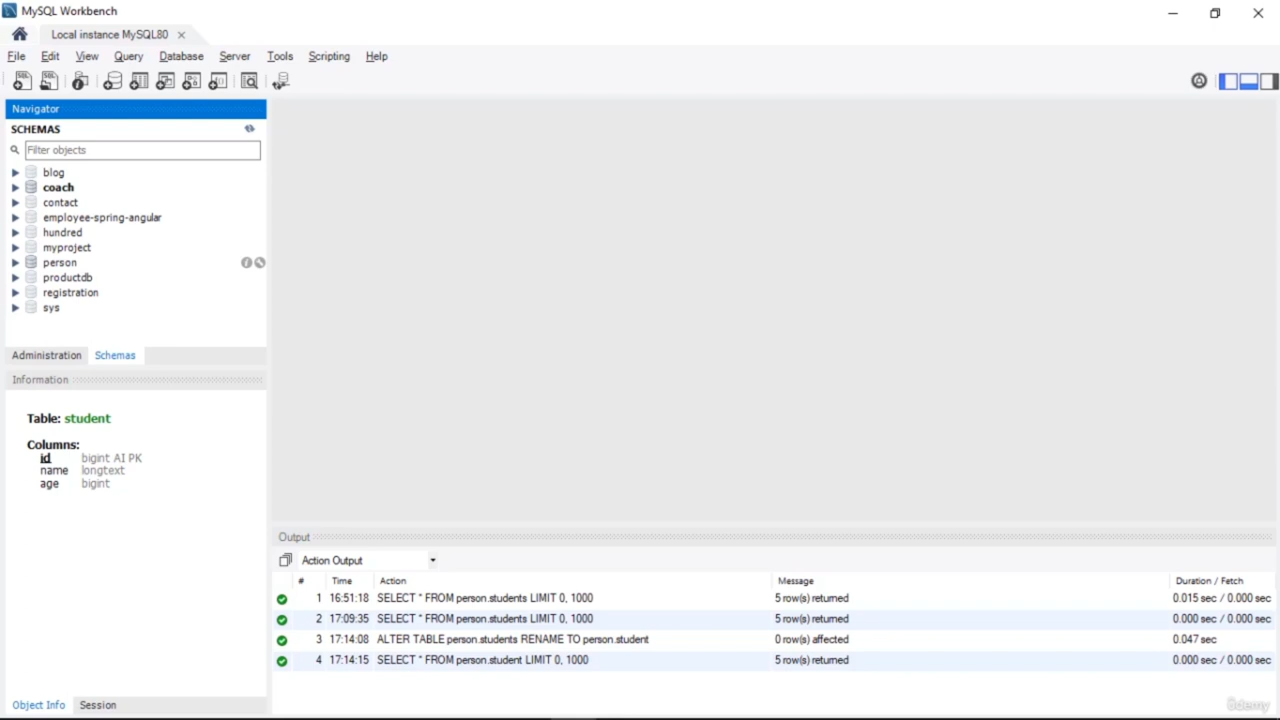 MySQL Workbench
Local instance MySQL80
File Edit View Query Database Server Tools Scripting Help
Navigator
SCHEMAS
Filter objects
blog
coach
contact
employee-spring-angular
hundred
myproject
person
productdb
registration
sys
Administration Schemas
Information
Table: student
Columns:
id bigint AI PK
name longtext
age bigint
Object Info Session
Output
Action Output
# Time Action Message Duration / Fetch
1 16:51:18 SELECT * FROM person.students LIMIT 0, 1000 5 row(s) returned 0.015 sec / 0.000 sec
2 17:09:35 SELECT * FROM person.students LIMIT 0, 1000 5 row(s) returned 0.000 sec / 0.000 sec
3 17:14:08 ALTER TABLE person.students RENAME TO person.student 0 row(s) affected 0.047 sec
4 17:14:15 SELECT * FROM person.student LIMIT 0, 1000 5 row(s) returned 0.000 sec / 0.000 sec
ûdemy